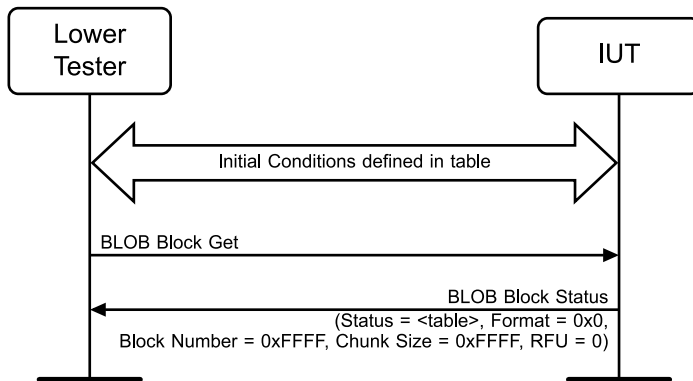 Lower
Tester
IUT
Initial Conditions defined in table
BLOB Block Get
BLOB Block Status
(Status = <table>, Format = 0x0,
Block Number = 0xFFFF, Chunk Size = 0xFFFF, RFU = 0)